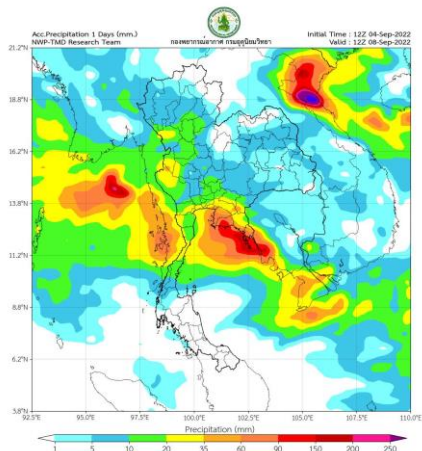 Acc.Precipitation 1 Days (mm.)
NWP-TMD Research Team
กองพยากรณ์อากาศ กรมอุตุนิยมวิทยา
Initial Time : 12Z 04-Sep-2022
Valid : 12Z 08-Sep-2022
21.2°N
18.8°N
16.2°N
13.8°N
11.2°N
8.8°N
6.2°N
5.8°N
92.5°E 95.0°E 97.5°E 100.0°E 102.5°E 105.0°E 107.5°E 110.0°E
Precipitation (mm)
1 5 10 20 35 60 90 150 200 250